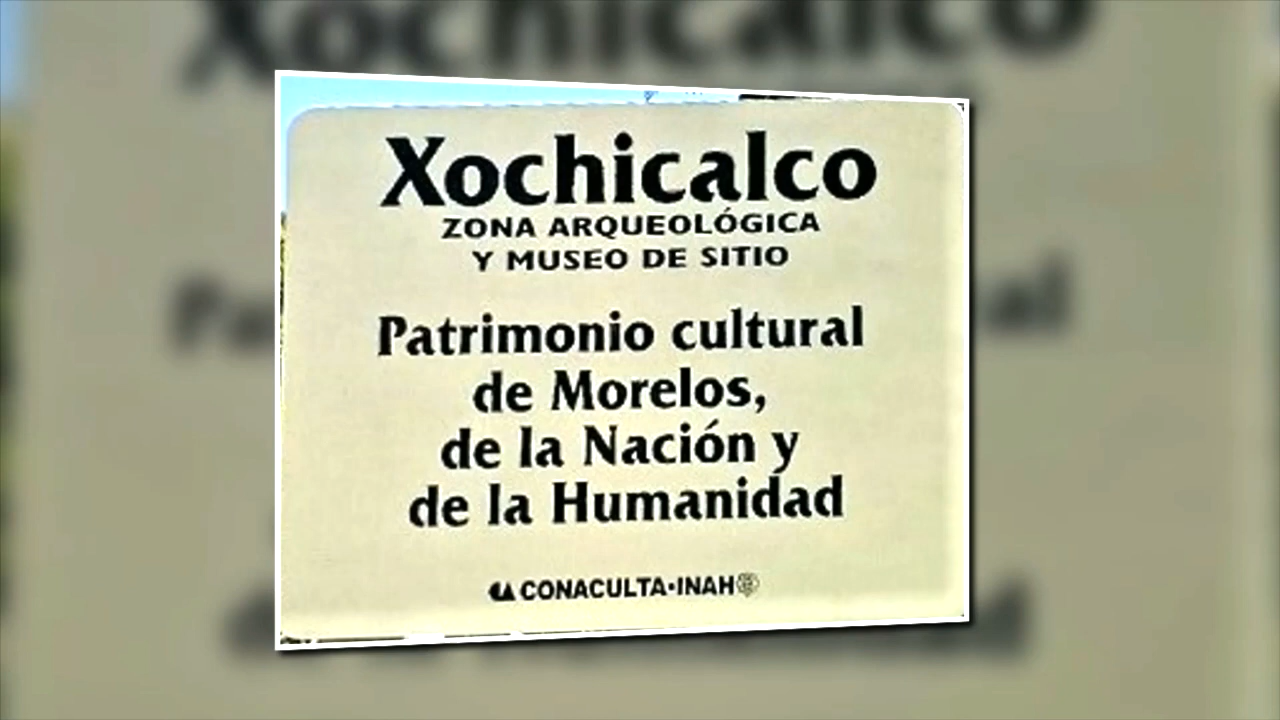 Xochicalco
ZONA ARQUEOLÓGICA
Y MUSEO DE SITIO
Patrimonio cultural
de Morelos,
de la Nación y
de la Humanidad
CONACULTA•INAH